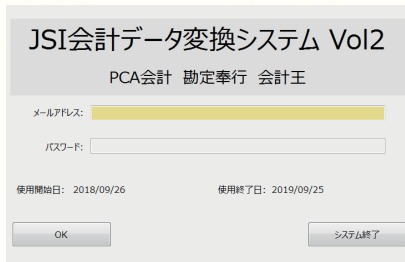 JSI会計データ変換システム Vol2
PCA会計 勘定奉行 会計王
メールアドレス:
パスワード:
使用開始日: 2018/09/26 使用終了日: 2019/09/25
OK システム終了